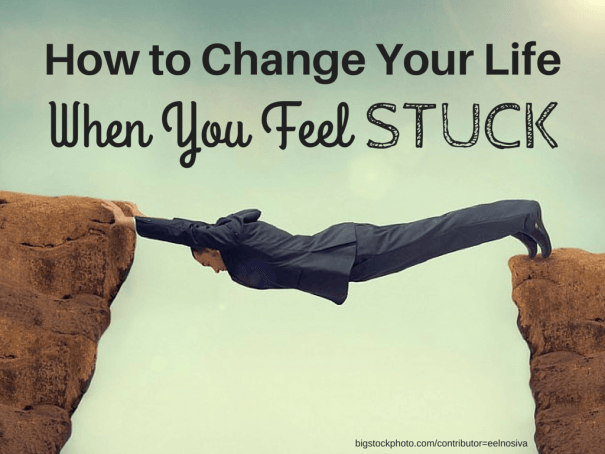 How to Change Your Life
When You Feel STUCK
bigstockphoto.com/contributor=eelnosiva